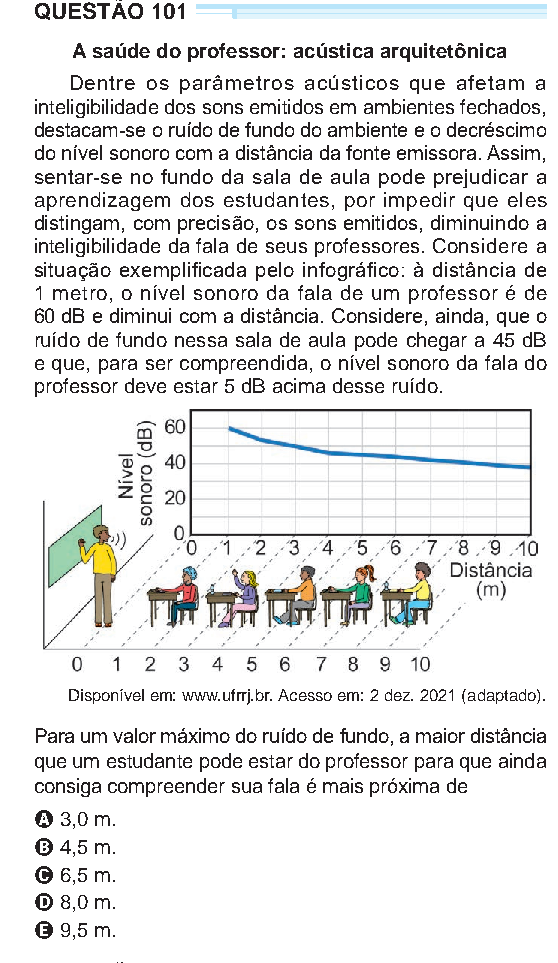 QUESTÃO 101
A saúde do professor: acústica arquitetônica
Dentre os parâmetros acústicos que afetam a
inteligibilidade dos sons emitidos em ambientes fechados,
destacam-se o ruído de fundo do ambiente e o decréscimo
do nível sonoro com a distância da fonte emissora. Assim,
sentar-se no fundo da sala de aula pode prejudicar a
aprendizagem dos estudantes, por impedir que eles
distingam, com precisão, os sons emitidos, diminuindo a
inteligibilidade da fala de seus professores. Considere a
situação exemplificada pelo infográfico: à distância de
1 metro, o nível sonoro da fala de um professor é de
60 dB e diminui com a distância. Considere, ainda, que o
ruído de fundo nessa sala de aula pode chegar a 45 dB
e que, para ser compreendida, o nível sonoro da fala do
professor deve estar 5 dB acima desse ruído.
Nível
sonoro (dB)
60
40
20
0
0 1 2 3 4 5 6 7 8 9 10
Distância
(m)
0 1 2 3 4 5 6 7 8 9 10
Disponível em: www.ufrrj.br. Acesso em: 2 dez. 2021 (adaptado).
Para um valor máximo do ruído de fundo, a maior distância
que um estudante pode estar do professor para que ainda
consiga compreender sua fala é mais próxima de
A 3,0 m.
B 4,5 m.
C 6,5 m.
D 8,0 m.
E 9,5 m.